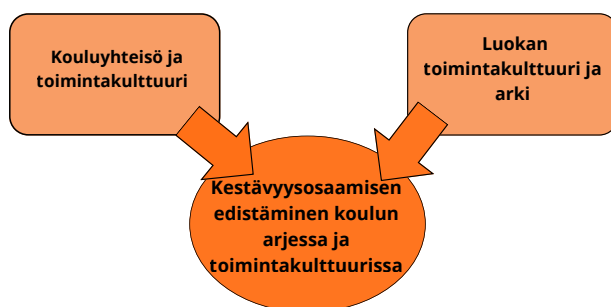 Kouluyhteisö ja
toimintakulttuuri
Luokan
toimintakulttuuri ja
arki
Kestävyysosaamisen
edistäminen koulun
arjessa ja
toimintakulttuurissa